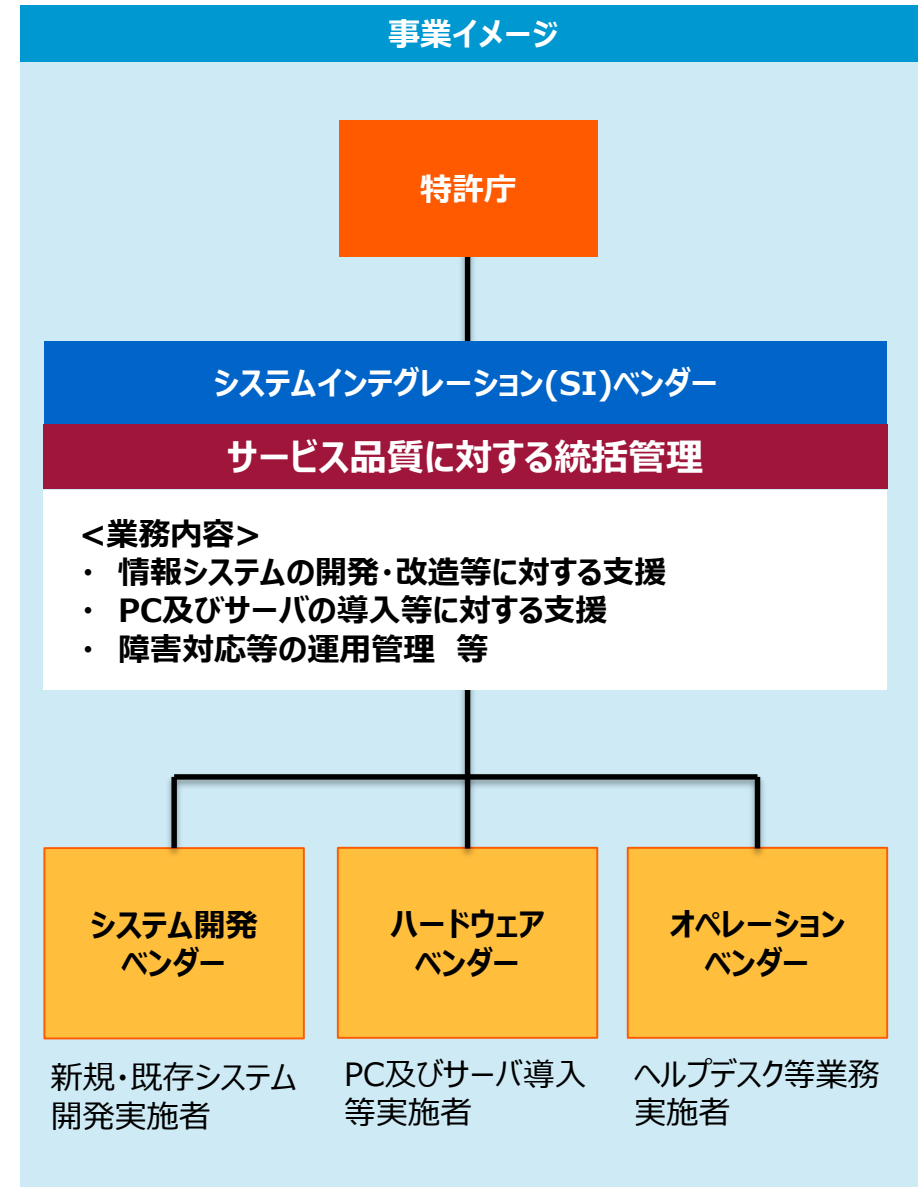 事業イメージ
特許庁
システムインテグレーション(SI)ベンダー
サービス品質に対する統括管理
<業務内容>
・ 情報システムの開発・改造等に対する支援
・ PC及びサーバの導入等に対する支援
・ 障害対応等の運用管理 等
システム開発
ベンダー
ハードウェア
ベンダー
オペレーション
ベンダー
新規・既存システム
開発実施者
PC及びサーバ導入
等実施者
ヘルプデスク等業務
実施者